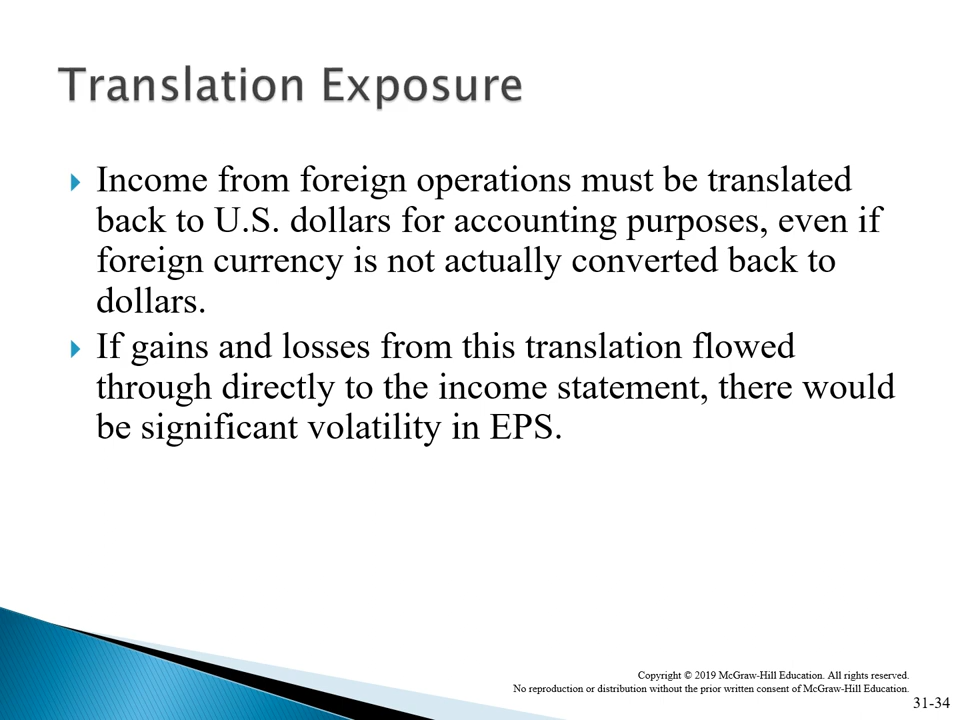 Translation Exposure
Income from foreign operations must be translated
back to U.S. dollars for accounting purposes, even if
foreign currency is not actually converted back to
dollars.
If gains and losses from this translation flowed
through directly to the income statement, there would
be significant volatility in EPS.
Copyright © 2019 McGraw-Hill Education. All rights reserved.
No reproduction or distribution without the prior written consent of McGraw-Hill Education.
31-34